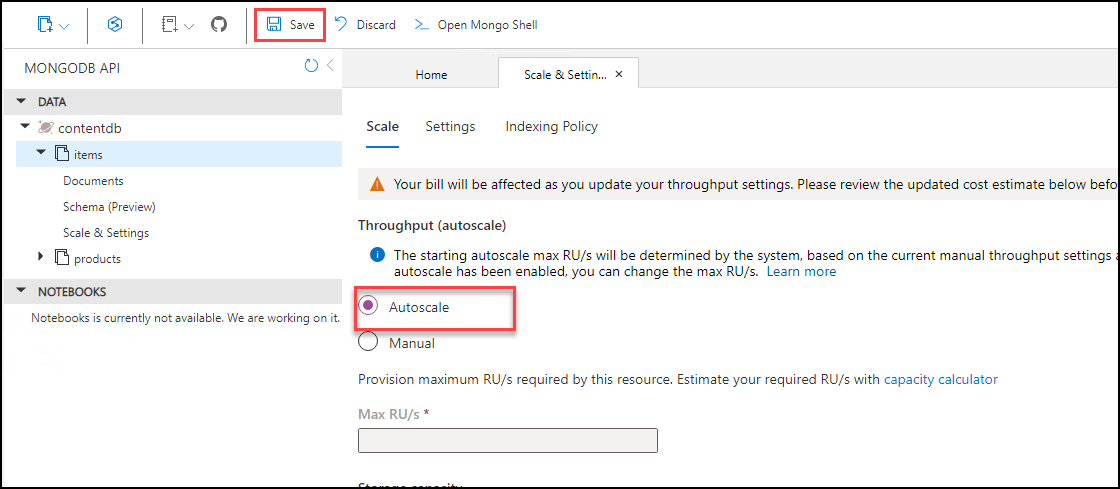 Save
Discard
Open Mongo Shell
MONGODB API
Home
Scale & Settin...
DATA
contentdb
items
Documents
Schema (Preview)
Scale & Settings
products
NOTEBOOKS
Notebooks is currently not available. We are working on it.
Scale Settings Indexing Policy
Your bill will be affected as you update your throughput settings. Please review the updated cost estimate below befor
Throughput (autoscale)
The starting autoscale max RU/s will be determined by the system, based on the current manual throughput settings a
autoscale has been enabled, you can change the max RU/s. Learn more
Autoscale
Manual
Provision maximum RU/s required by this resource. Estimate your required RU/s with capacity calculator
Max RU/s *
Storage capacity